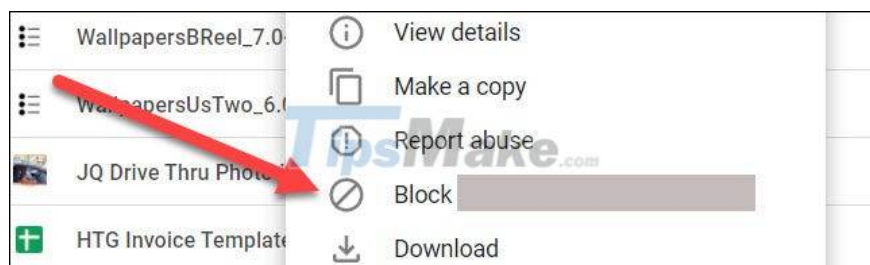 WallpapersBReel_7.0-
View details
Make a copy
WallpapersUsTwo_6.0
Report abuse
TipsMake.com
JQ Drive Thru Photo
Block
HTG Invoice Template
Download